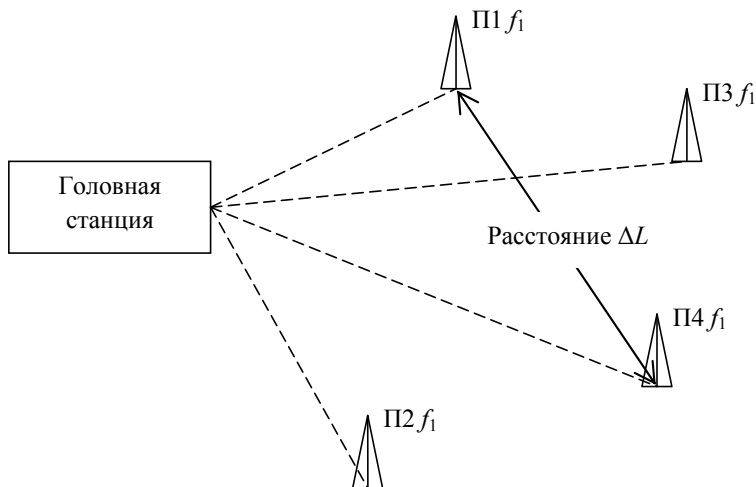 П1 f₁
П3 f₁
Головная
станция
Расстояние ΔL
П4 f₁
П2 f₁